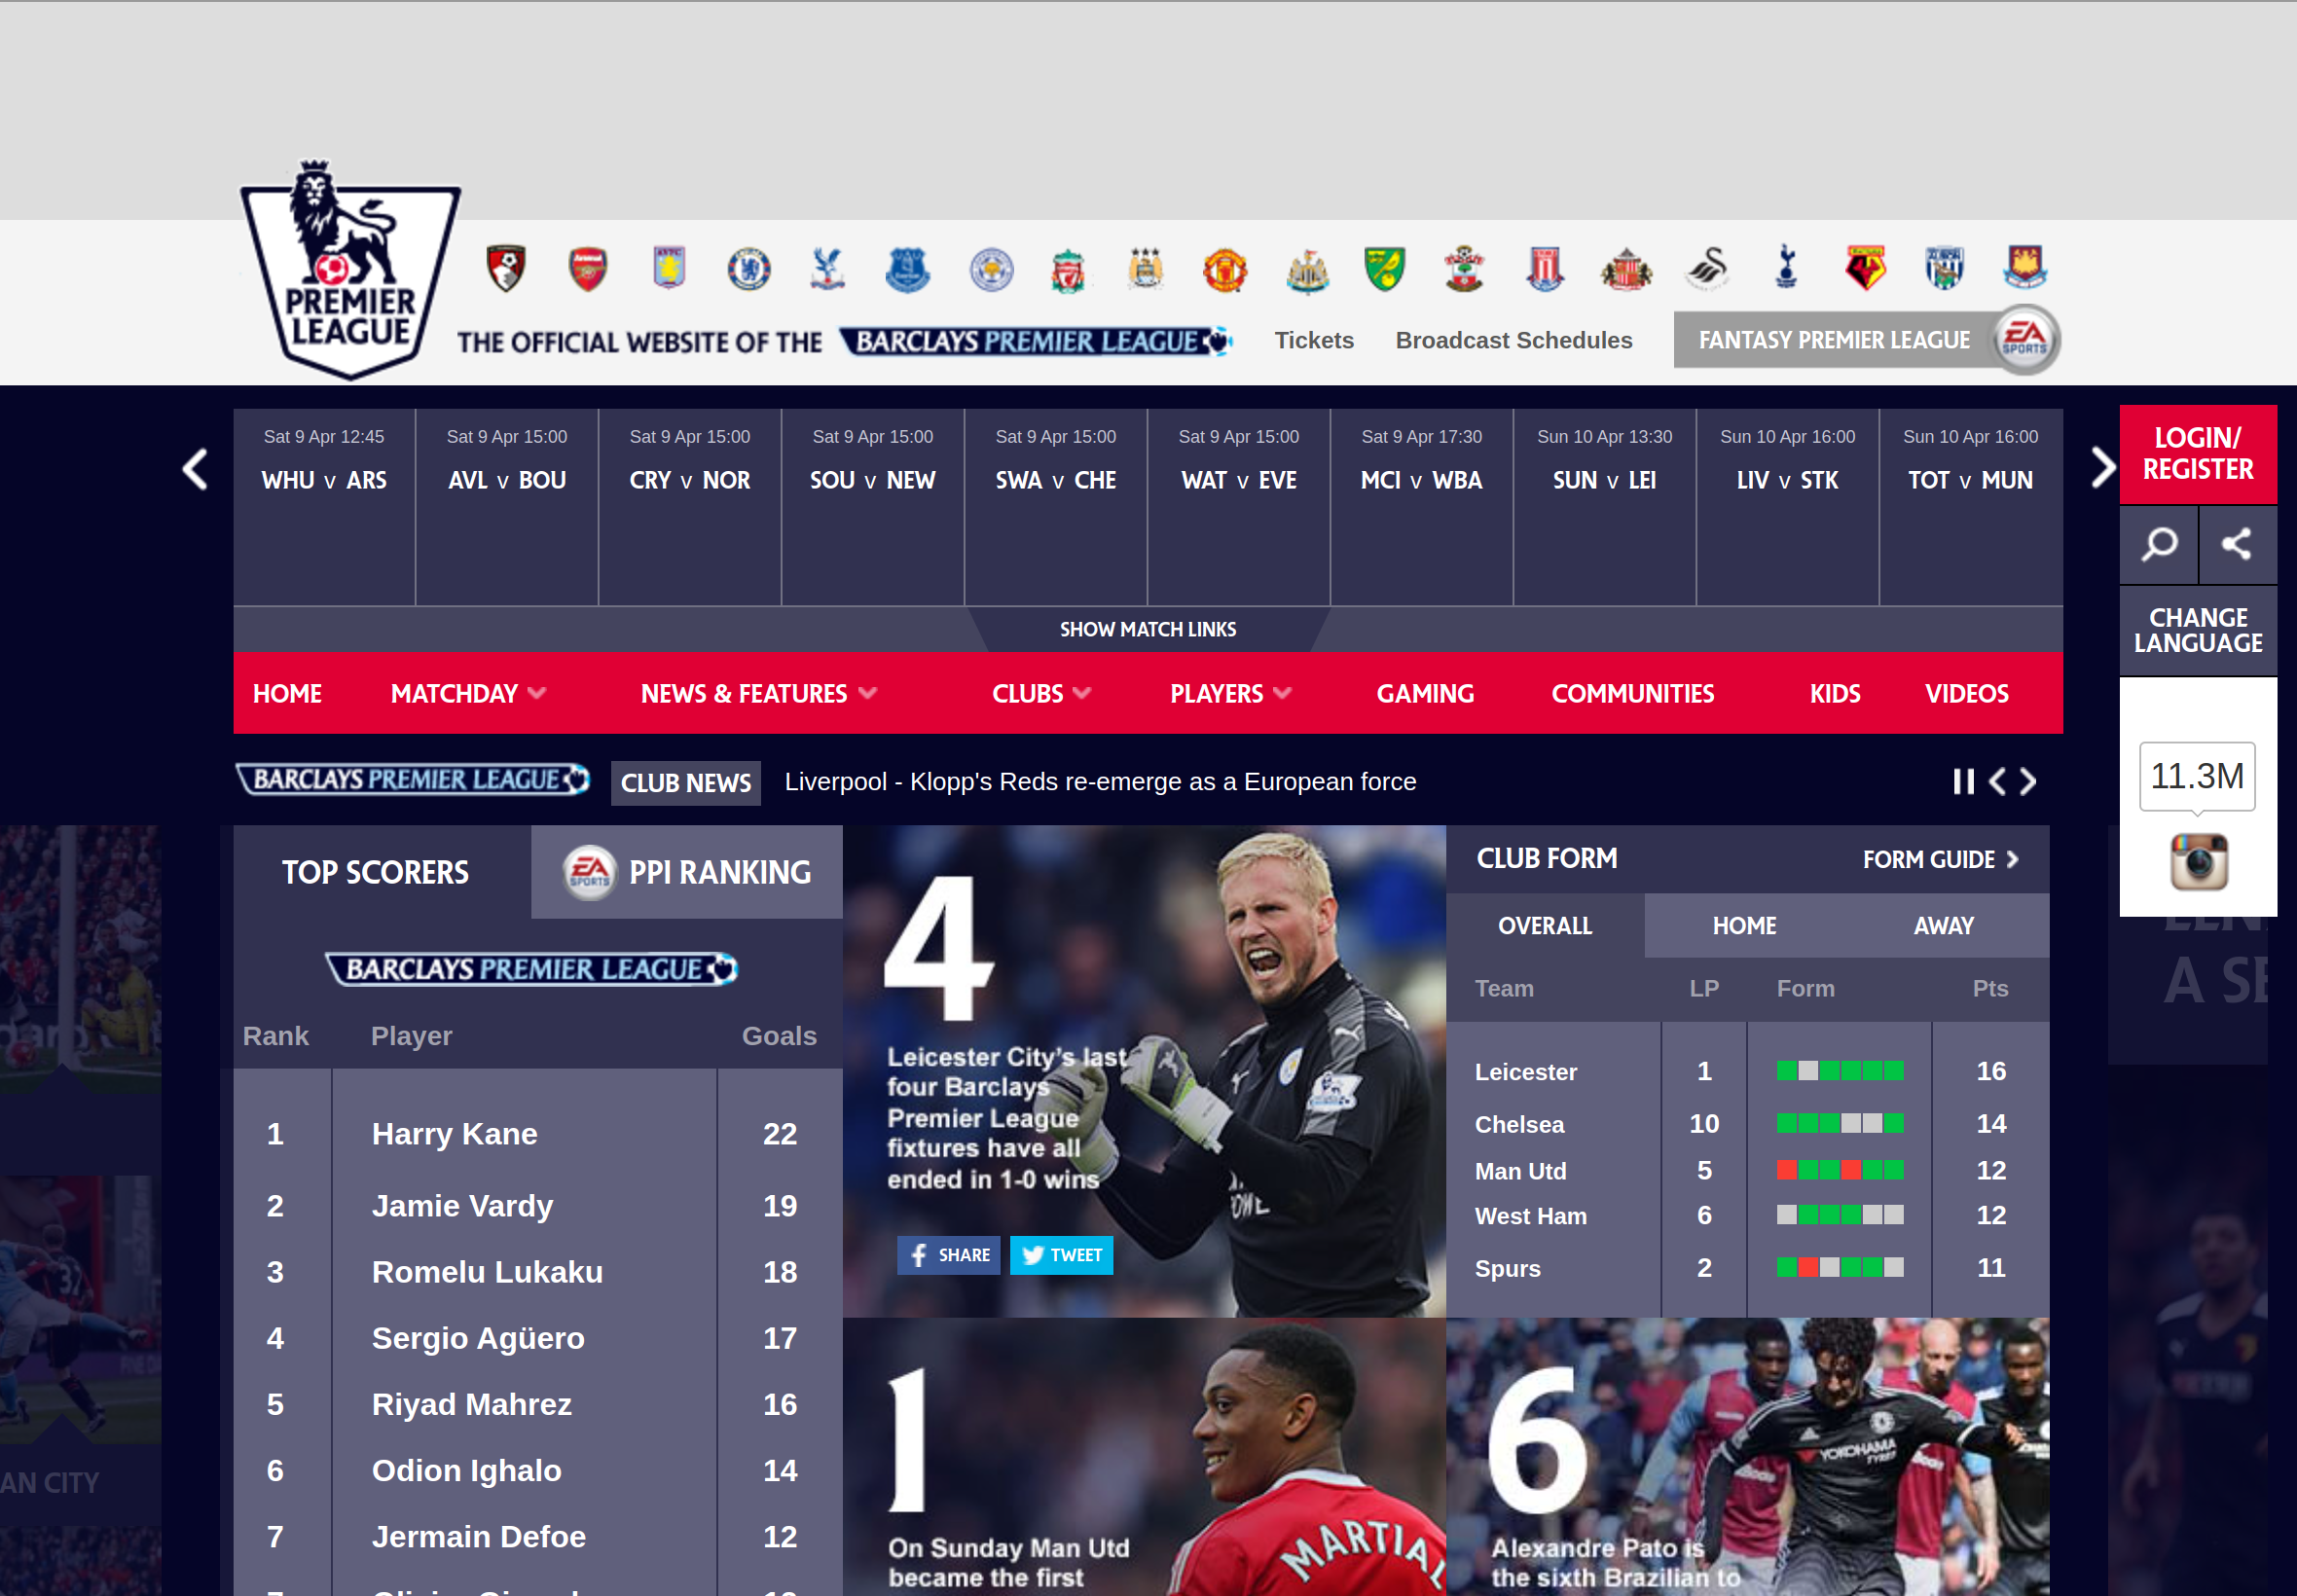 PREMIER
LEAGUE
THE OFFICIAL WEBSITE OF THE BARCLAYS PREMIER LEAGUE
Tickets
Broadcast Schedules
FANTASY PREMIER LEAGUE
EA
SPORTS
Sat 9 Apr 12:45
WHU v ARS
Sat 9 Apr 15:00
AVL v BOU
Sat 9 Apr 15:00
CRY v NOR
Sat 9 Apr 15:00
SOU v NEW
Sat 9 Apr 15:00
SWA v CHE
Sat 9 Apr 15:00
WAT v EVE
Sat 9 Apr 17:30
MCI v WBA
Sun 10 Apr 13:30
SUN v LEI
Sun 10 Apr 16:00
LIV v STK
Sun 10 Apr 16:00
TOT v MUN
LOGIN/
REGISTER
CHANGE
LANGUAGE
11.3M
SHOW MATCH LINKS
HOME
MATCHDAY
NEWS & FEATURES
CLUBS
PLAYERS
GAMING
COMMUNITIES
KIDS
VIDEOS
BARCLAYS PREMIER LEAGUE
CLUB NEWS
Liverpool - Klopp's Reds re-emerge as a European force
TOP SCORERS
EA
SPORTS
PPI RANKING
BARCLAYS PREMIER LEAGUE
Rank Player Goals
1 Harry Kane 22
2 Jamie Vardy 19
3 Romelu Lukaku 18
4 Sergio Agüero 17
5 Riyad Mahrez 16
6 Odion Ighalo 14
7 Jermain Defoe 12
4
Leicester City's last
four Barclays
Premier League
fixtures have all
ended in 1-0 wins
SHARE
TWEET
CLUB FORM
FORM GUIDE
OVERALL
HOME
AWAY
Team LP Form Pts
Leicester 1 16
Chelsea 10 14
Man Utd 5 12
West Ham 6 12
Spurs 2 11
1
On Sunday Man Utd
became the first
MARTIAL
6
Alexandre Pato is
the sixth Brazilian to
YOKOHAMA
TYRES
A SE
AN CITY
37